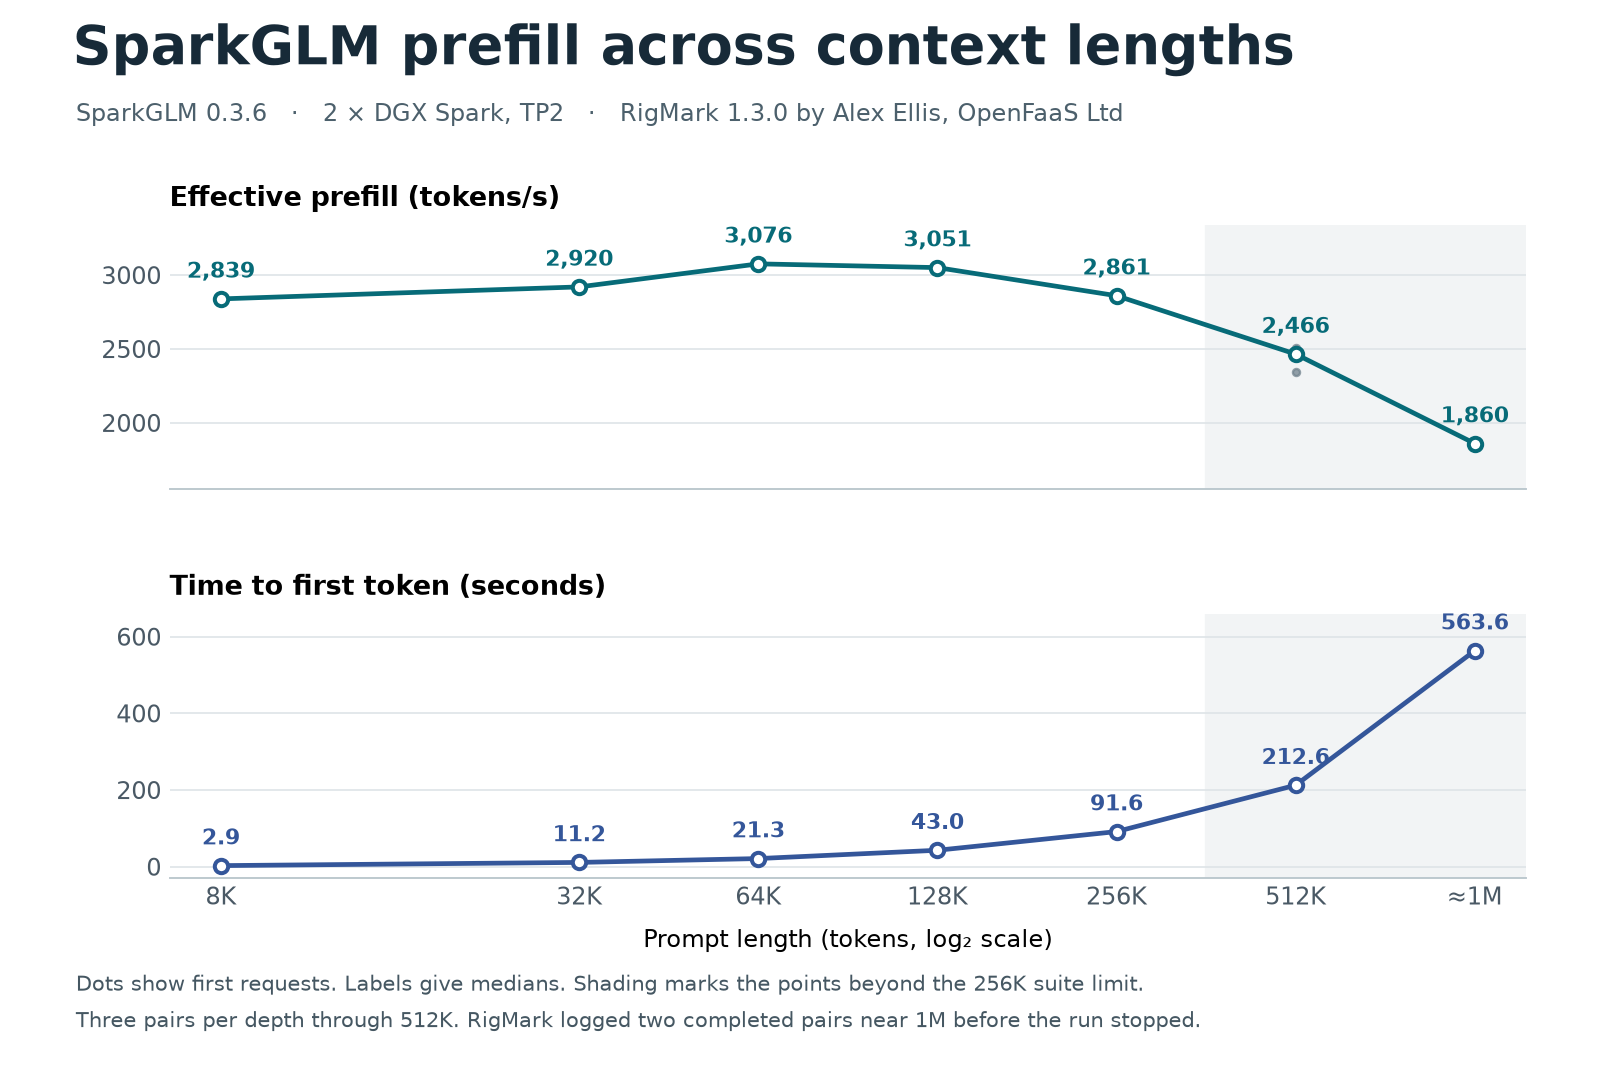 SparkGLM prefill across context lengths
SparkGLM 0.3.6 · 2 × DGX Spark, TP2 · RigMark 1.3.0 by Alex Ellis, OpenFaaS Ltd
Effective prefill (tokens/s)
3000
2500
2000
2,839
2,920
3,076
3,051
2,861
2,466
1,860
Time to first token (seconds)
600
400
200
0
2.9
11.2
21.3
43.0
91.6
212.6
563.6
8K 32K 64K 128K 256K 512K ≈1M
Prompt length (tokens, log₂ scale)
Dots show first requests. Labels give medians. Shading marks the points beyond the 256K suite limit.
Three pairs per depth through 512K. RigMark logged two completed pairs near 1M before the run stopped.